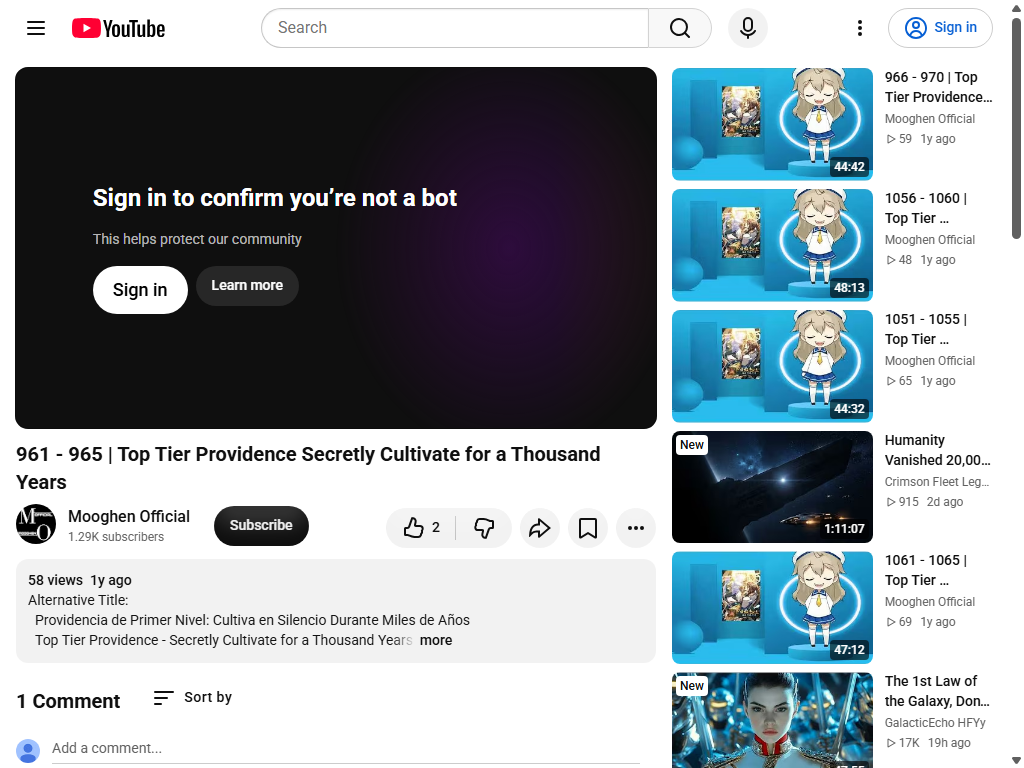 YouTube
Search
Sign in
Sign in to confirm you’re not a bot
This helps protect our community
Sign in
Learn more
961 - 965 | Top Tier Providence Secretly Cultivate for a Thousand
Years
Mooghen Official
1.29K subscribers
Subscribe
2
58 views 1y ago
Alternative Title:
Providencia de Primer Nivel: Cultiva en Silencio Durante Miles de Años
Top Tier Providence - Secretly Cultivate for a Thousand Years more
1 Comment
Sort by
Add a comment...
44:42
966 - 970 | Top
Tier Providence…
Mooghen Official
59 1y ago
48:13
1056 - 1060 |
Top Tier …
Mooghen Official
48 1y ago
44:32
1051 - 1055 |
Top Tier …
Mooghen Official
65 1y ago
New
1:11:07
Humanity
Vanished 20,00…
Crimson Fleet Leg…
915 2d ago
47:12
1061 - 1065 |
Top Tier …
Mooghen Official
69 1y ago
New
The 1st Law of
the Galaxy, Don…
GalacticEcho HFYy
17K 19h ago